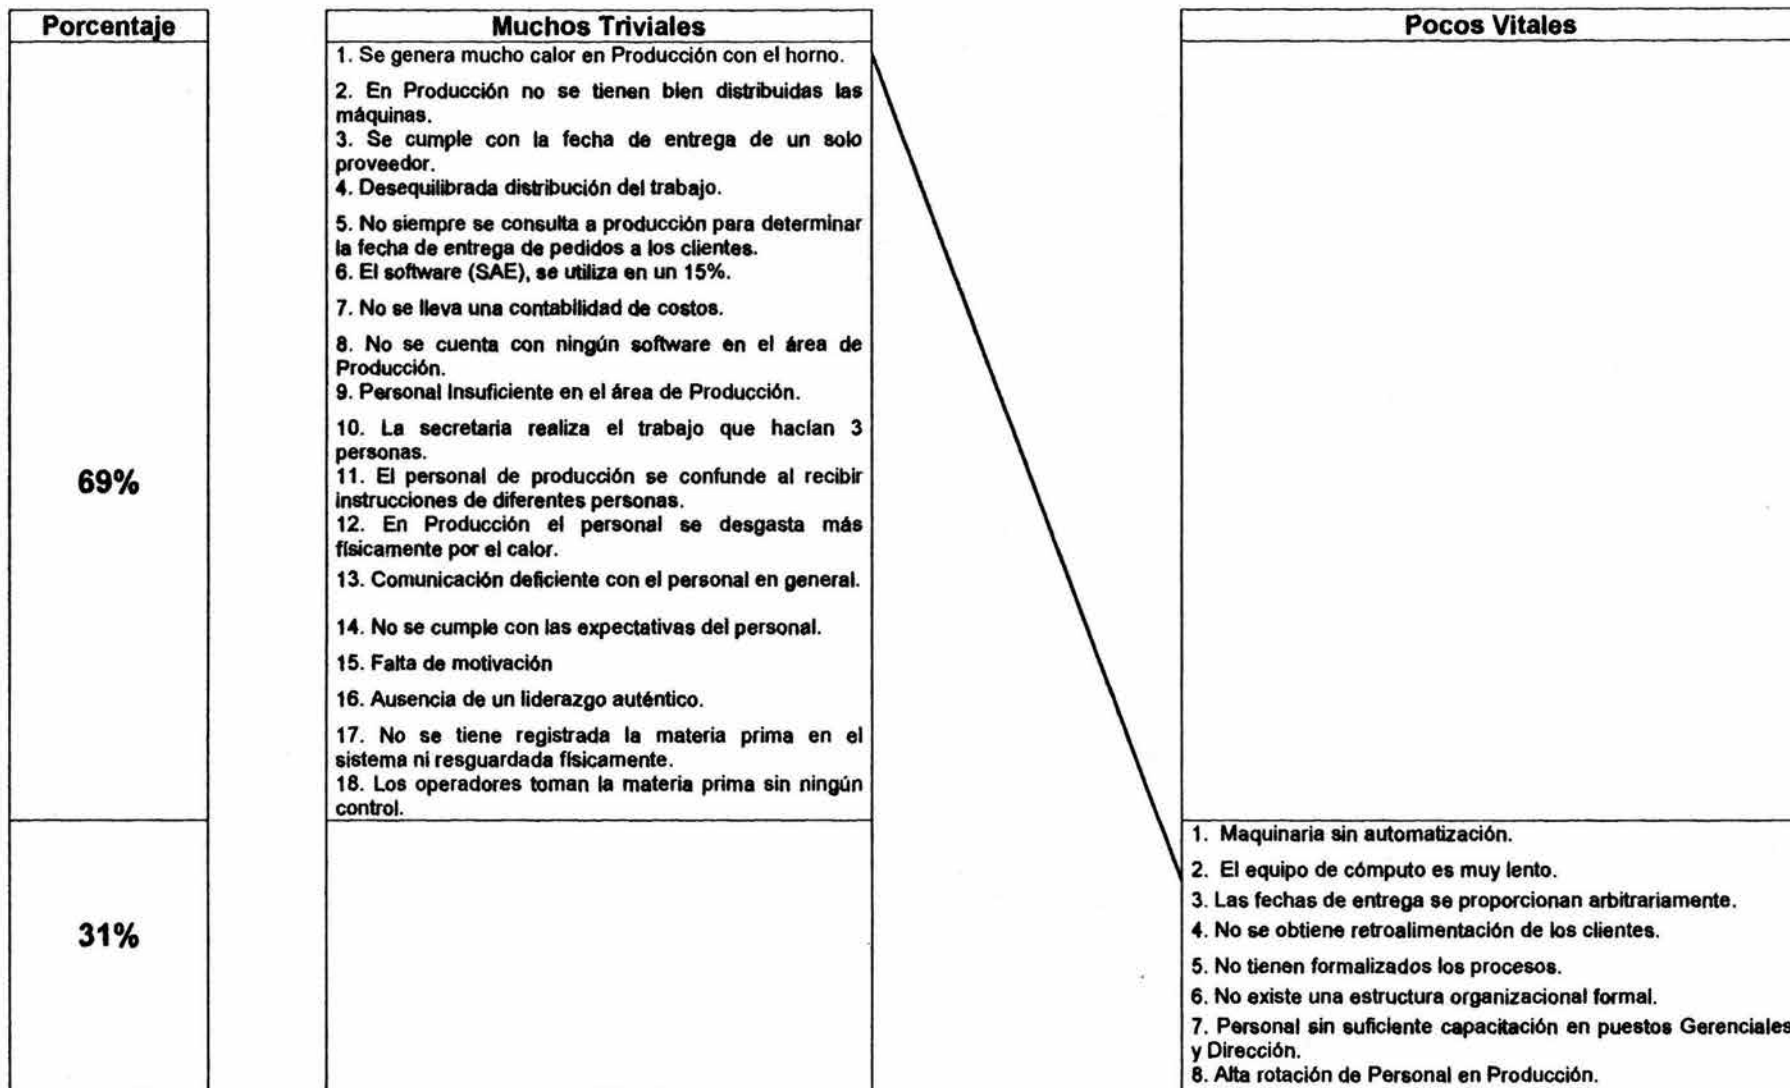 Porcentaje
69%
31%
Muchos Triviales
1. Se genera mucho calor en Producción con el horno.
2. En Producción no se tienen bien distribuidas las
máquinas.
3. Se cumple con la fecha de entrega de un solo
proveedor.
4. Desequilibrada distribución del trabajo.
5. No siempre se consulta a producción para determinar
la fecha de entrega de pedidos a los clientes.
6. El software (SAE), se utiliza en un 15%.
7. No se lleva una contabilidad de costos.
8. No se cuenta con ningún software en el área de
Producción.
9. Personal Insuficiente en el área de Producción.
10. La secretaria realiza el trabajo que hacían 3
personas.
11. El personal de producción se confunde al recibir
instrucciones de diferentes personas.
12. En Producción el personal se desgasta más
físicamente por el calor.
13. Comunicación deficiente con el personal en general.
14. No se cumple con las expectativas del personal.
15. Falta de motivación
16. Ausencia de un liderazgo auténtico.
17. No se tiene registrada la materia prima en el
sistema ni resguardada físicamente.
18. Los operadores toman la materia prima sin ningún
control.
Pocos Vitales
1. Maquinaria sin automatización.
2. El equipo de cómputo es muy lento.
3. Las fechas de entrega se proporcionan arbitrariamente.
4. No se obtiene retroalimentación de los clientes.
5. No tienen formalizados los procesos.
6. No existe una estructura organizacional formal.
7. Personal sin suficiente capacitación en puestos Gerenciales
y Dirección.
8. Alta rotación de Personal en Producción.